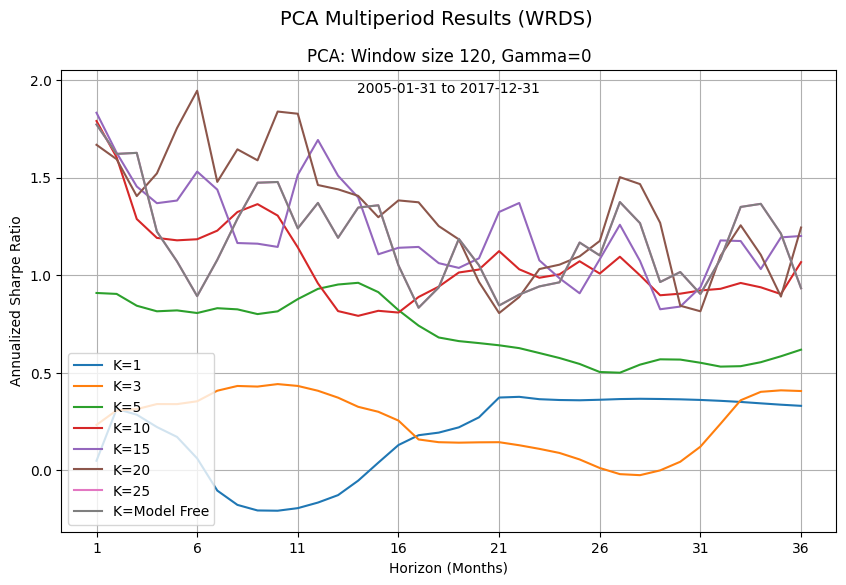 PCA Multiperiod Results (WRDS)
PCA: Window size 120, Gamma=0
2005-01-31 to 2017-12-31
Annualized Sharpe Ratio
2.0
1.5
1.0
0.5
0.0
K=1
K=3
K=5
K=10
K=15
K=20
K=25
K=Model Free
1 6 11 16 21 26 31 36
Horizon (Months)